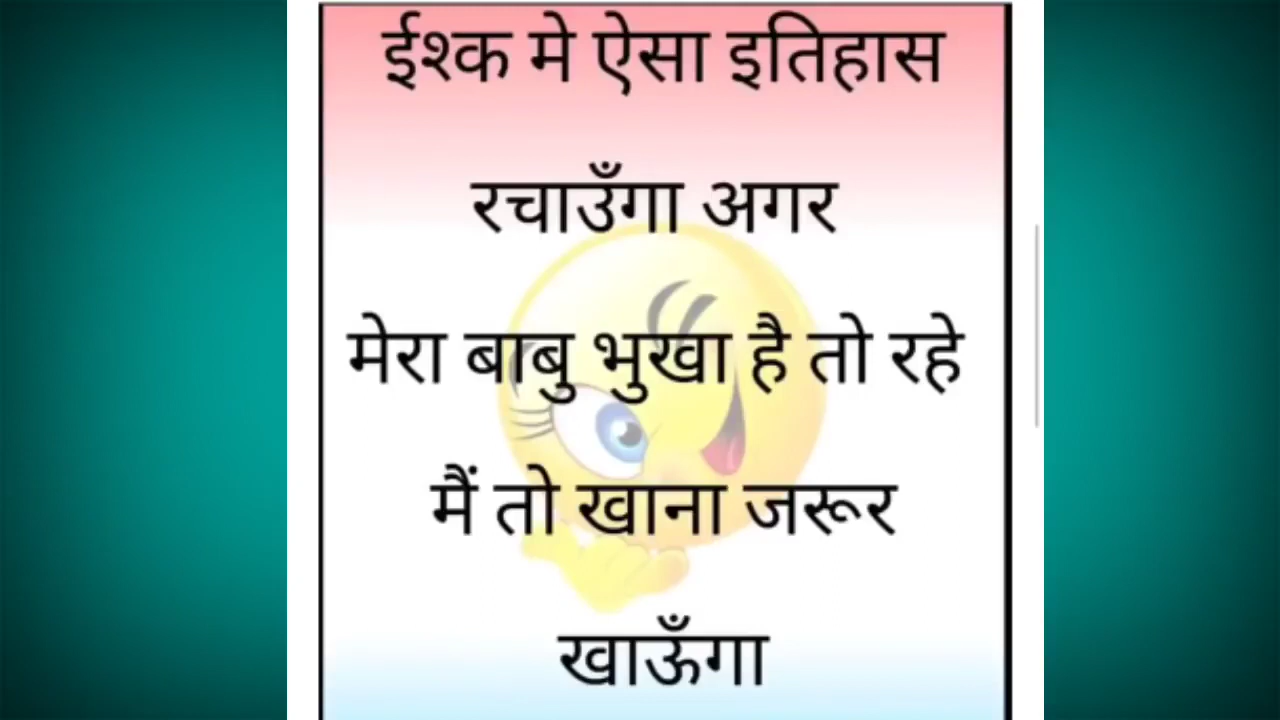 ईश्क मे ऐसा इतिहास
रचाउँगा अगर
मेरा बाबु भुखा है तो रहे
मैं तो खाना जरूर
खाऊँगा